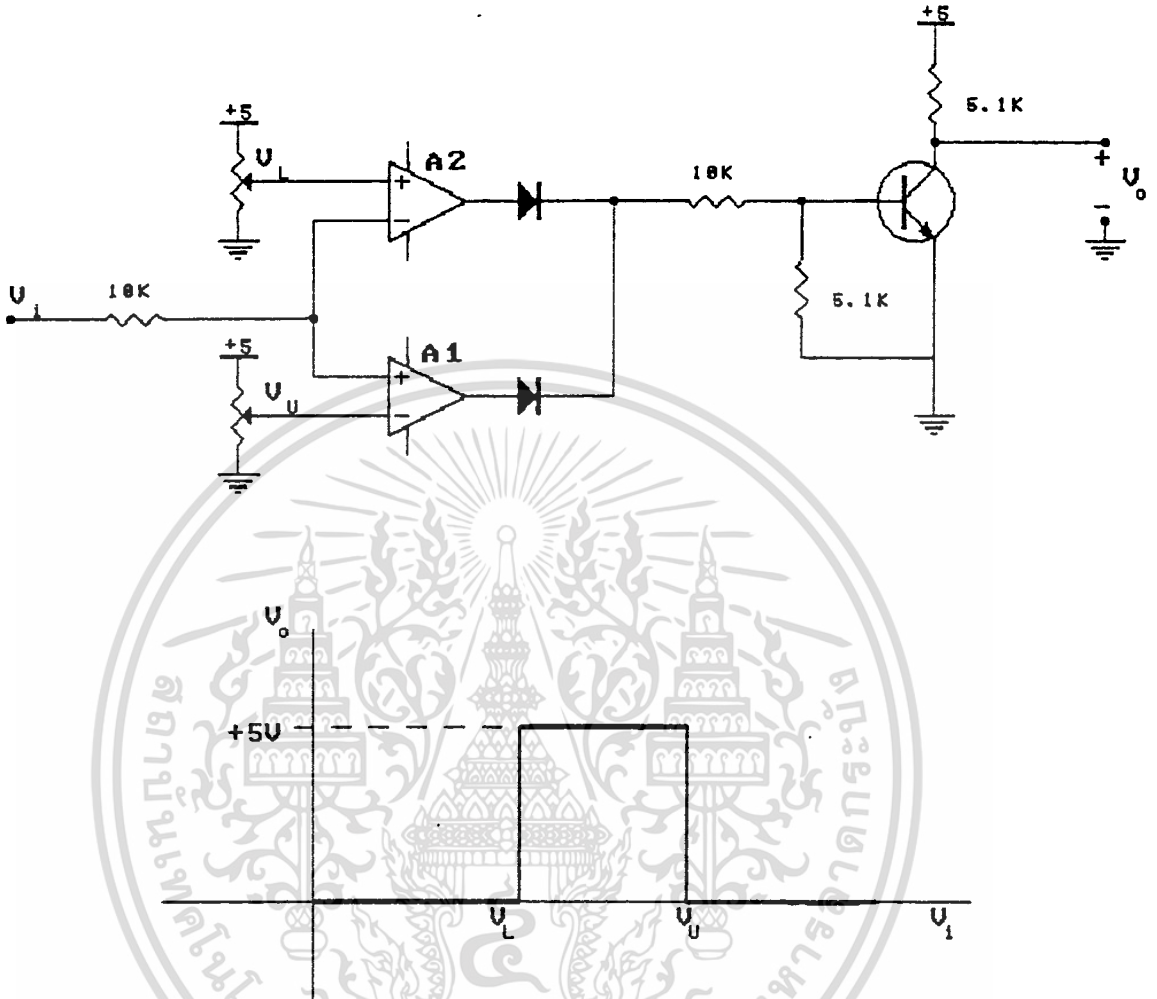 +5
5.1K
+5
V_L
A2
10K
+
V_o
−
+
−
V_i
10K
5.1K
+5
A1
V_U
+
−
V_o
+5V
V_L
V_U
V_i